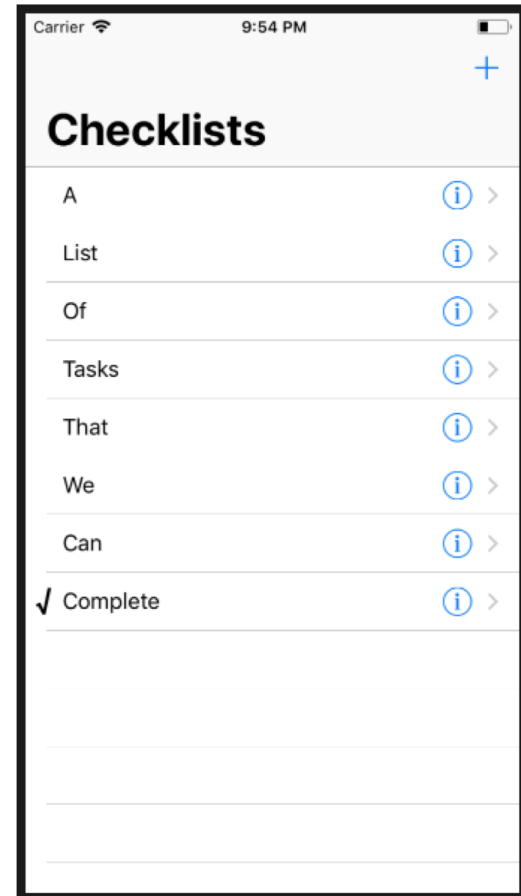 Carrier 9:54 PM
+
Checklists
A
List
Of
Tasks
That
We
Can
√ Complete